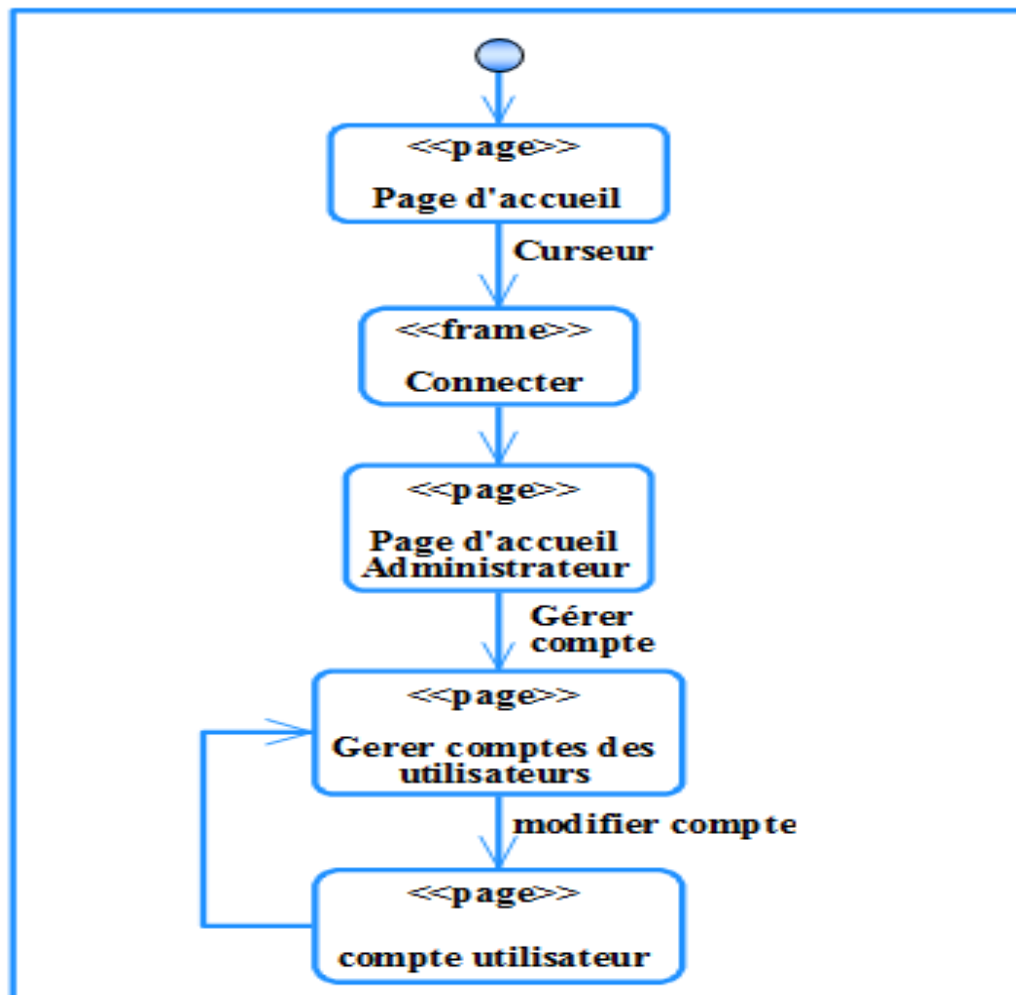 <<page>>
Page d'accueil
Curseur
<<frame>>
Connecter
<<page>>
Page d'accueil
Administrateur
Gérer
compte
<<page>>
Gerer comptes des
utilisateurs
modifier compte
<<page>>
compte utilisateur